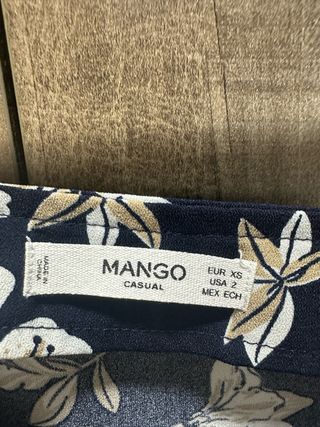 MADE IN
CHINA
MANGO
CASUAL
EUR XS
USA 2
MEX ECH